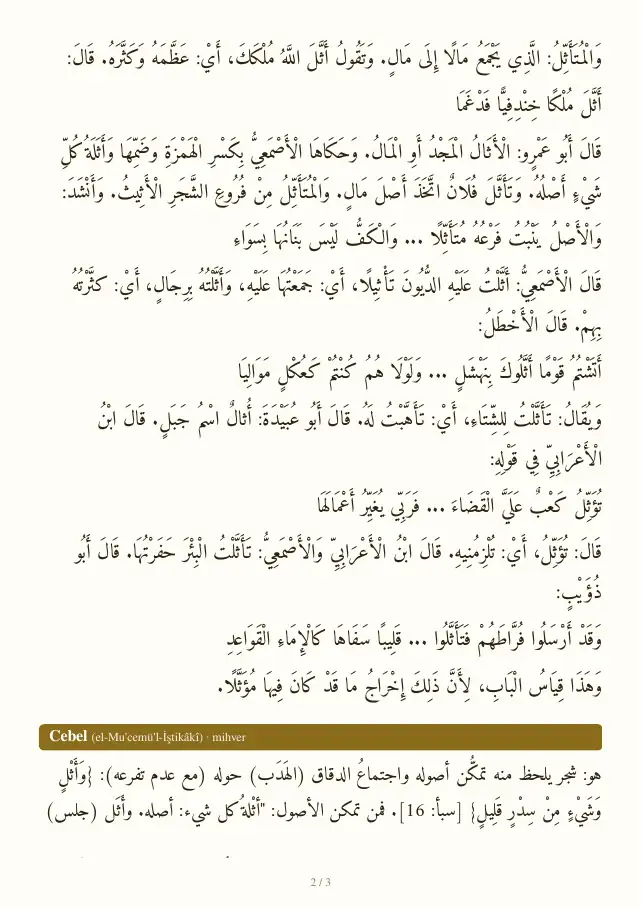 وَالْمُتَأَثِّلُ: الَّذِي يَجْمَعُ مَالًا إِلَى مَالٍ. وَتَقُولُ أَثَّلَ اللَّهُ مُلْكَكَ، أَيْ: عَظَّمَهُ وَكَثَّرَهُ. قَالَ:
أَثَّلَ مُلْكًا خِنْدِفِيًّا فَدْغَمَا
قَالَ أَبُو عَمْرٍو: الْأَثَالُ الْمَجْدُ أَوِ الْمَالُ. وَحَكَاهَا الْأَصْمَعِيُّ بِكَسْرِ الْهَمْزَةِ وَضَمِّهَا وَأَثَلَةُ كُلِّ
شَيْءٍ أَصْلُهُ. وَتَأَثَّلَ فُلَانٌ اتَّخَذَ أَصْلَ مَالٍ. وَالْمُتَأَثِّلُ مِنْ فُرُوعِ الشَّجَرِ الْأَثِيثُ. وَأَنْشَدَ:
وَالْأَصْلُ يَنْبُتُ فَرْعُهُ مُتَأَثِّلًا ... وَالْكَفُّ لَيْسَ بَنَانُهَا بِسَوَاءِ
قَالَ الْأَصْمَعِيُّ: أَثَّلْتُ عَلَيْهِ الدُّيُونَ تَأْثِيلًا، أَيْ: جَمَعْتُهَا عَلَيْهِ، وَأَثَّلْتُهُ بِرِجَالٍ، أَيْ: كَثَّرْتُهُ
بِهِمْ. قَالَ الْأَخْطَلُ:
أَتَشْتُمُ قَوْمًا أَثَّلُوكَ بِنَهْشَلٍ ... وَلَوْلَا هُمُ كُنْتُمْ كَعُكْلٍ مَوَالِيَا
وَيُقَالُ: تَأَثَّلْتُ لِلشِّتَاءِ، أَيْ: تَأَهَّبْتُ لَهُ. قَالَ أَبُو عُبَيْدَةَ: أُثَالٌ اسْمُ جَبَلٍ. قَالَ ابْنُ
الْأَعْرَابِيِّ فِي قَوْلِهِ:
تُؤَثِّلُ كَعْبٌ عَلَيَّ الْقَضَاءَ ... فَرَبِّي يُغَيِّرُ أَعْمَالَهَا
قَالَ: تُؤَثِّلُ، أَيْ: تُلْزِمُنِيهِ. قَالَ ابْنُ الْأَعْرَابِيِّ وَالْأَصْمَعِيُّ: تَأَثَّلْتُ الْبِئْرَ حَفَرْتُهَا. قَالَ أَبُو
ذُؤَيْبٍ:
وَقَدْ أَرْسَلُوا فُرَّاطَهُمْ فَتَأَثَّلُوا ... قَلِيبًا سَفَاهَا كَالْإِمَاءِ الْقَوَاعِدِ
وَهَذَا قِيَاسُ الْبَابِ، لِأَنَّ ذَلِكَ إِخْرَاجُ مَا قَدْ كَانَ فِيهَا مُؤَثَّلًا.
Cebel (el-Mu'cemü'l-İştikâkî) · mihver
هو: شجر يلحظ منه تمكُّن أصوله واجتماعُ الدقاق (الهَدَب) حوله (مع عدم تفرعه): {وَأَثْلٍ
وَشَيْءٍ مِنْ سِدْرٍ قَلِيلٍ} [سبأ: 16]. فمن تمكن الأصول: "أثْلةُ كل شيء: أصله. وأَثَل (جلس)
2 / 3